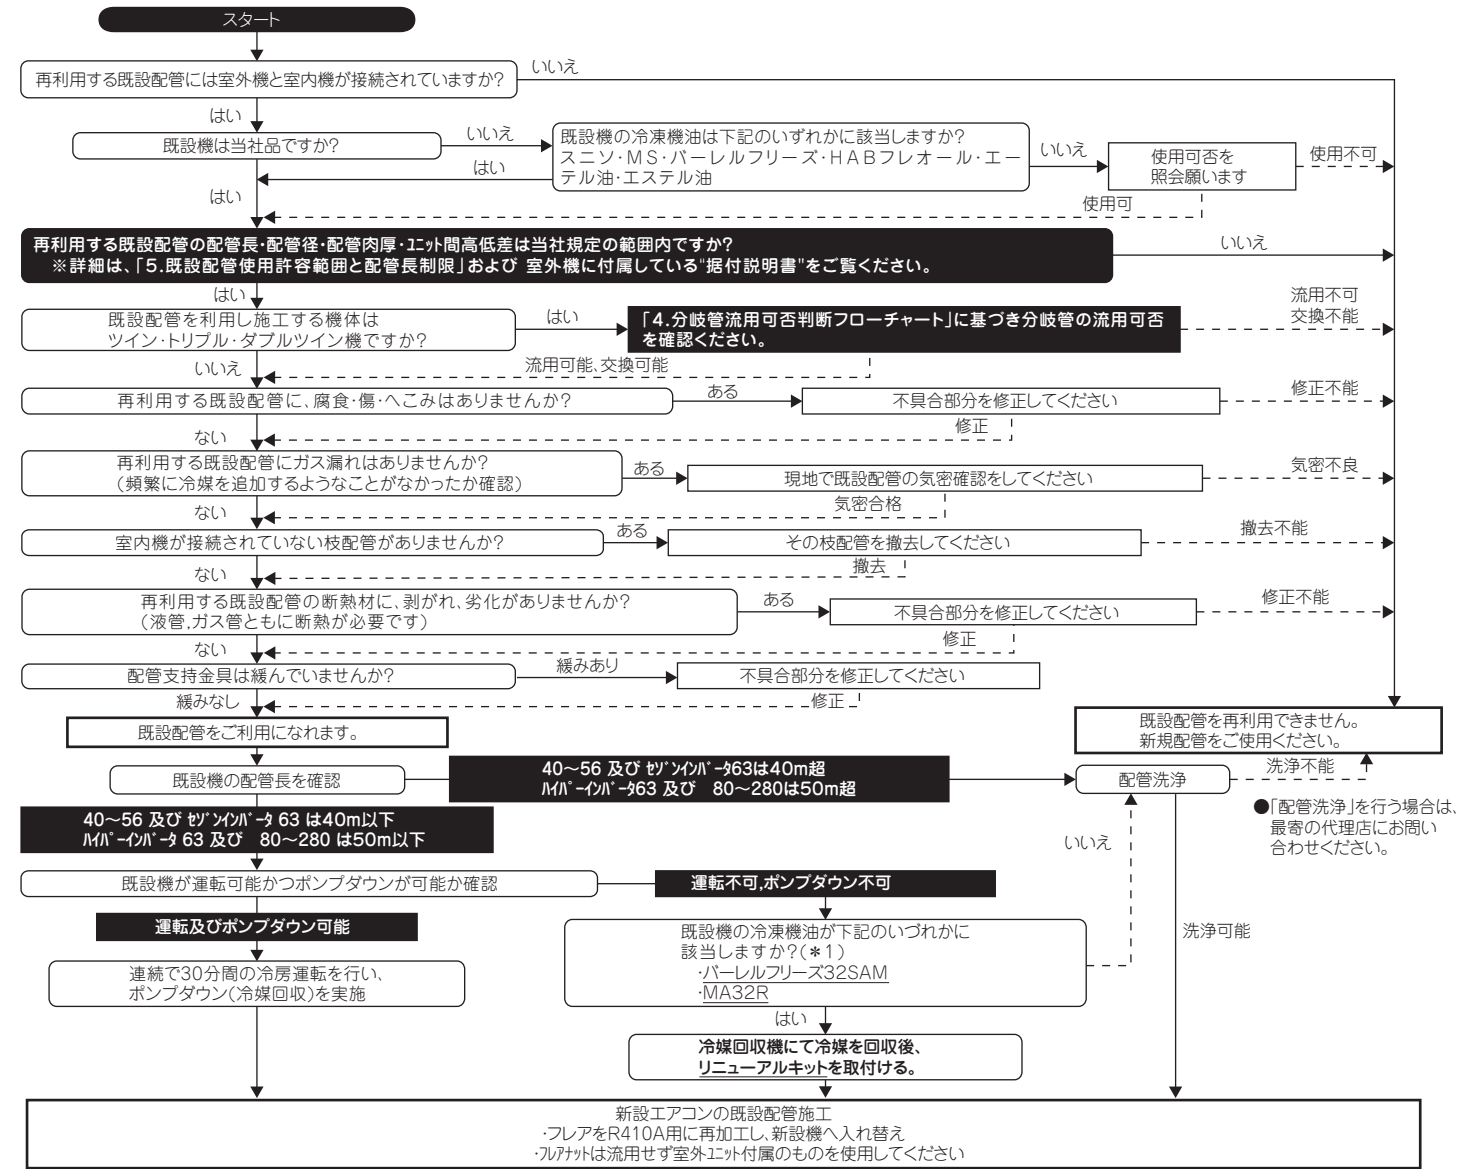 スタート
再利用する既設配管には室外機と室内機が接続されていますか?
いいえ
はい
既設機は当社品ですか?
いいえ
はい
既設機の冷凍機油は下記のいずれかに該当しますか?
スニソ・MS・バーレルフリーズ・HABフレオール・エー
テル油・エステル油
いいえ
使用可否を
照会願います
使用不可
はい
使用可
再利用する既設配管の配管長・配管径・配管肉厚・ユニット間高低差は当社規定の範囲内ですか?
※詳細は、「5.既設配管使用許容範囲と配管長制限」および 室外機に付属している"据付説明書"をご覧ください。
いいえ
はい
既設配管を利用し施工する機体は
ツイン・トリプル・ダブルツイン機ですか?
はい
「4.分岐管流用可否判断フローチャート」に基づき分岐管の流用可否
を確認ください。
流用不可
交換不能
いいえ
流用可能、交換可能
再利用する既設配管に、腐食・傷・へこみはありませんか?
ある
不具合部分を修正してください
修正不能
ない
修正
再利用する既設配管にガス漏れはありませんか?
(頻繁に冷媒を追加するようなことがなかったか確認)
ある
現地で既設配管の気密確認をしてください
気密不良
ない
気密合格
室内機が接続されていない枝配管がありませんか?
ある
その枝配管を撤去してください
撤去不能
ない
撤去
再利用する既設配管の断熱材に、剥がれ、劣化がありませんか?
(液管,ガス管ともに断熱が必要です)
ある
不具合部分を修正してください
修正不能
ない
修正
配管支持金具は緩んでいませんか?
緩みあり
不具合部分を修正してください
緩みなし
修正
既設配管をご利用になれます。
既設配管を再利用できません。
新規配管をご使用ください。
既設機の配管長を確認
40~56 及び セゾンインバータ63は40m超
ハイパーインバータ63 及び 80~280は50m超
配管洗浄
洗浄不能
●「配管洗浄」を行う場合は、
最寄の代理店にお問い
合わせください。
40~56 及び セゾンインバータ 63 は40m以下
ハイパーインバータ 63 及び 80~280 は50m以下
いいえ
既設機が運転可能かつポンプダウンが可能か確認
運転不可,ポンプダウン不可
運転及びポンプダウン可能
既設機の冷凍機油が下記のいづれかに
該当しますか?(*1)
・バーレルフリーズ32SAM
・MA32R
洗浄可能
連続で30分間の冷房運転を行い、
ポンプダウン(冷媒回収)を実施
はい
冷媒回収機にて冷媒を回収後、
リニューアルキットを取付ける。
新設エアコンの既設配管施工
・フレアをR410A用に再加工し、新設機へ入れ替え
・フレアナットは流用せず室外ユニット付属のものを使用してください